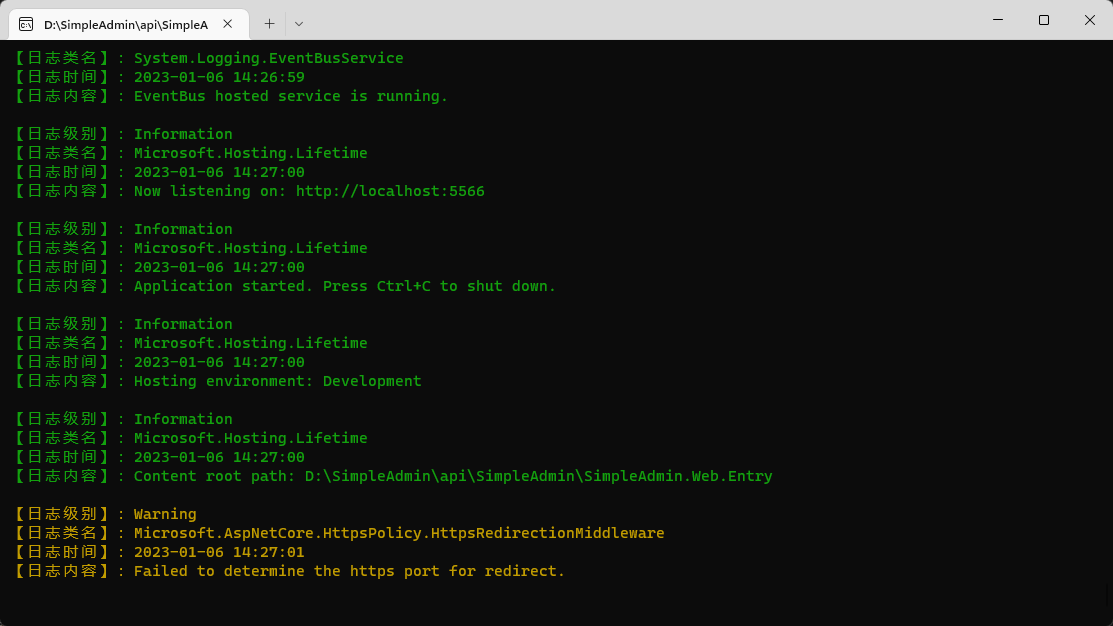 D:\SimpleAdmin\api\SimpleA
【日志类名】: System.Logging.EventBusService
【日志时间】: 2023-01-06 14:26:59
【日志内容】: EventBus hosted service is running.
【日志级别】: Information
【日志类名】: Microsoft.Hosting.Lifetime
【日志时间】: 2023-01-06 14:27:00
【日志内容】: Now listening on: http://localhost:5566
【日志级别】: Information
【日志类名】: Microsoft.Hosting.Lifetime
【日志时间】: 2023-01-06 14:27:00
【日志内容】: Application started. Press Ctrl+C to shut down.
【日志级别】: Information
【日志类名】: Microsoft.Hosting.Lifetime
【日志时间】: 2023-01-06 14:27:00
【日志内容】: Hosting environment: Development
【日志级别】: Information
【日志类名】: Microsoft.Hosting.Lifetime
【日志时间】: 2023-01-06 14:27:00
【日志内容】: Content root path: D:\SimpleAdmin\api\SimpleAdmin\SimpleAdmin.Web.Entry
【日志级别】: Warning
【日志类名】: Microsoft.AspNetCore.HttpsPolicy.HttpsRedirectionMiddleware
【日志时间】: 2023-01-06 14:27:01
【日志内容】: Failed to determine the https port for redirect.